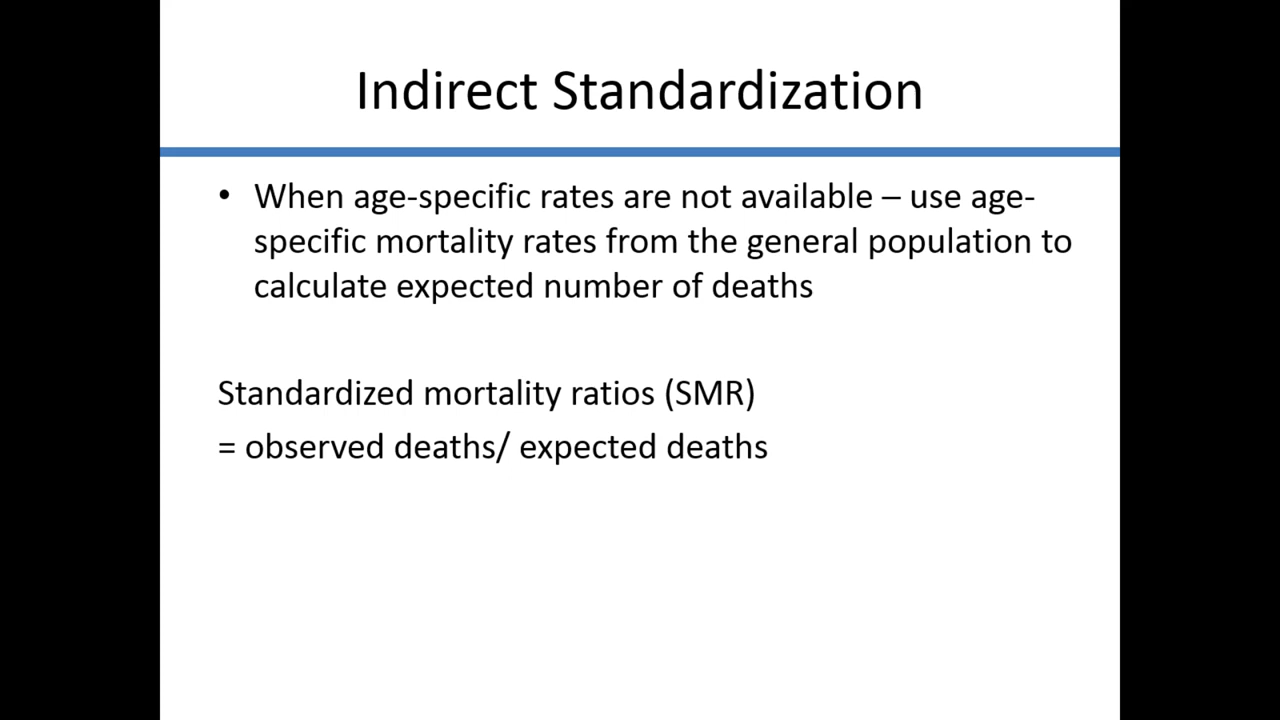 Indirect Standardization
• When age-specific rates are not available – use age-
specific mortality rates from the general population to
calculate expected number of deaths
Standardized mortality ratios (SMR)
= observed deaths/ expected deaths